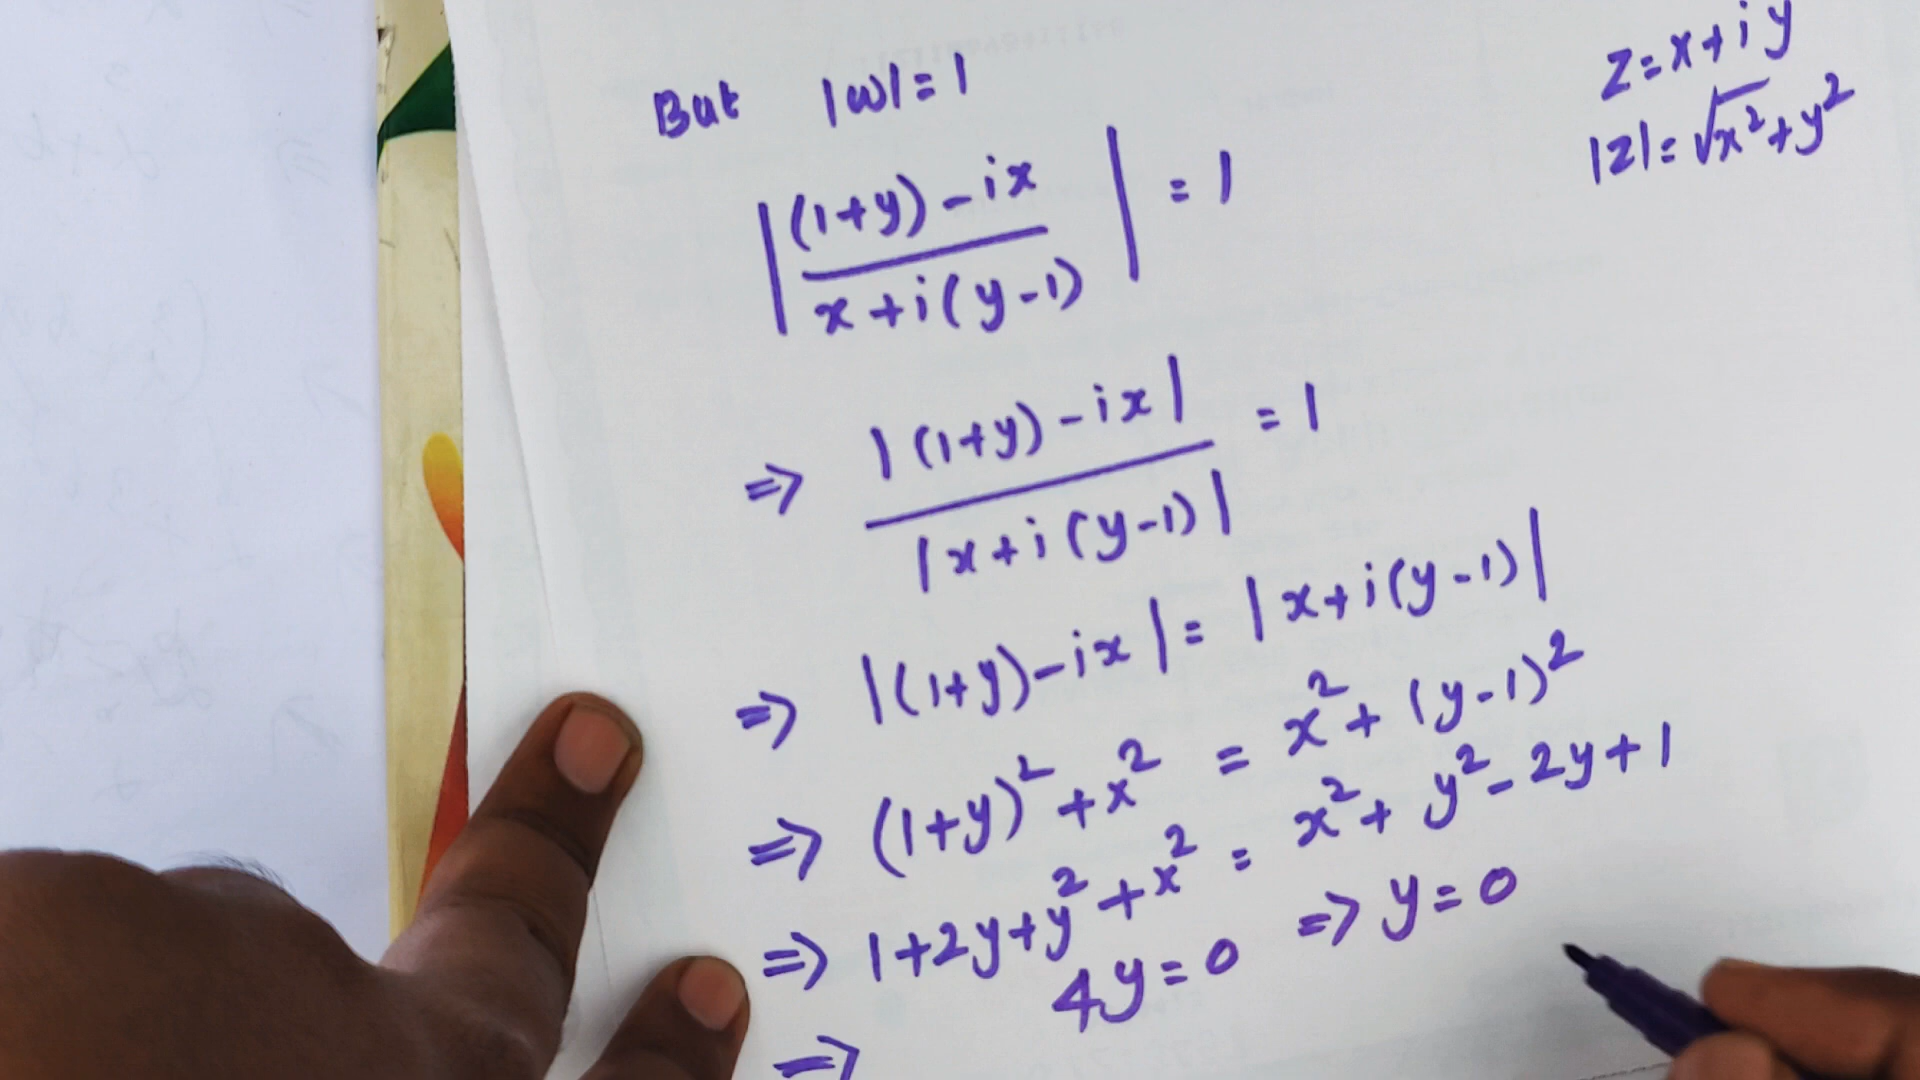 But |ω| = 1
z = x + iy
|z| = √x² + y²
|(1+y) - ix / x + i(y-1)| = 1
⇒ |(1+y) - ix| / |x + i(y-1)| = 1
⇒ |(1+y) - ix| = |x + i(y-1)|
⇒ (1+y)² + x² = x² + (y-1)²
⇒ 1 + 2y + y² + x² = x² + y² - 2y + 1
⇒ 4y = 0 ⇒ y = 0